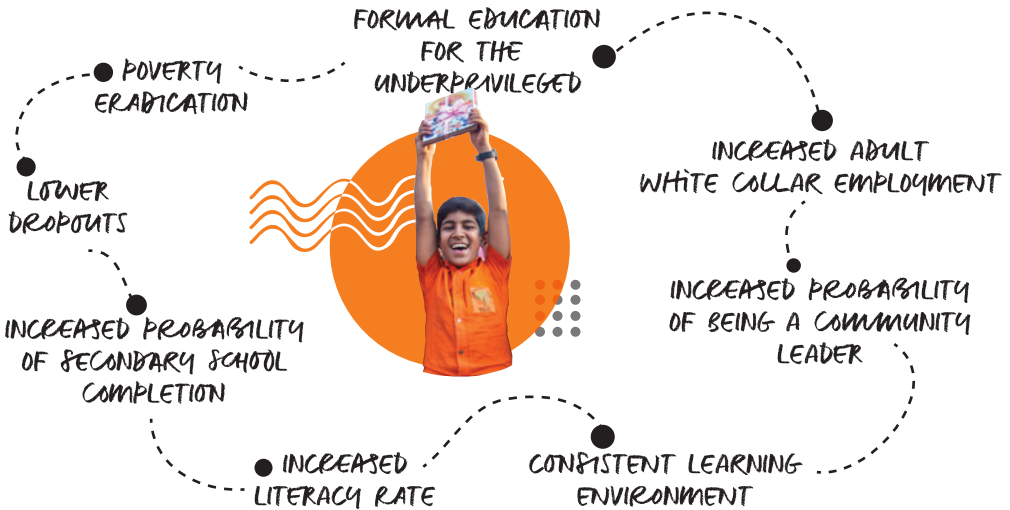 FORMAL EDUCATION
FOR THE
UNDERPRIVILEGED
INCREASED ADULT
WHITE COLLAR EMPLOYMENT
INCREASED PROBABILITY
OF BEING A COMMUNITY
LEADER
CONSISTENT LEARNING
ENVIRONMENT
INCREASED
LITERACY RATE
INCREASED PROBABILITY
OF SECONDARY SCHOOL
COMPLETION
LOWER
DROPOUTS
POVERTY
ERADICATION